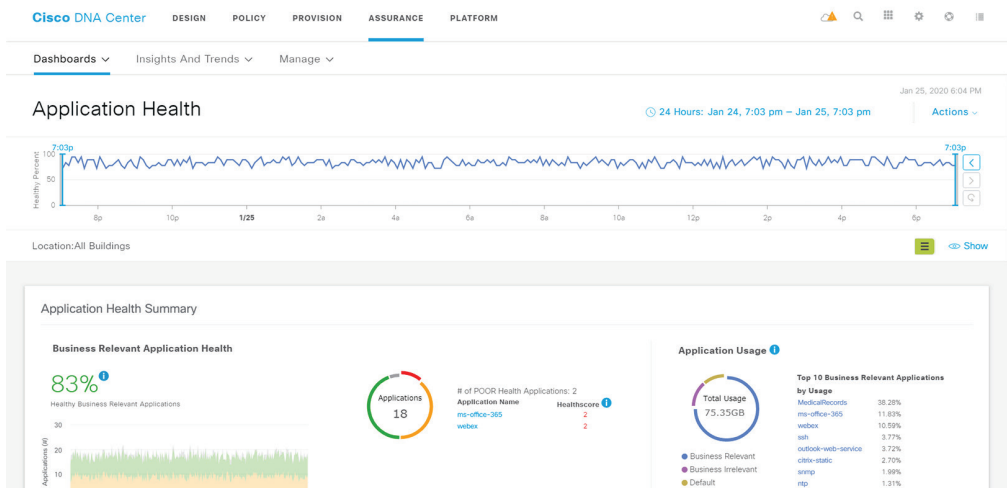 Cisco DNA Center DESIGN POLICY PROVISION ASSURANCE PLATFORM
Dashboards Insights And Trends Manage
Jan 25, 2020 6:04 PM
Application Health
24 Hours: Jan 24, 7:03 pm – Jan 25, 7:03 pm
Actions
7:03p 7:03p
Healthy Percent
100
50
0
8p 10p 1/25 2a 4a 6a 8a 10a 12p 2p 4p 6p
Location:All Buildings
Show
Application Health Summary
Business Relevant Application Health
83%
Healthy Business Relevant Applications
Applications (#)
30
20
10
Applications
18
# of POOR Health Applications: 2
Application Name Healthscore
ms-office-365 2
webex 2
Application Usage
Total Usage
75.35GB
Business Relevant
Business Irrelevant
Default
Top 10 Business Relevant Applications
by Usage
MedicalRecords 38.28%
ms-office-365 11.83%
webex 10.59%
ssh 3.77%
outlook-web-service 3.72%
citrix-static 2.70%
snmp 1.99%
ntp 1.31%